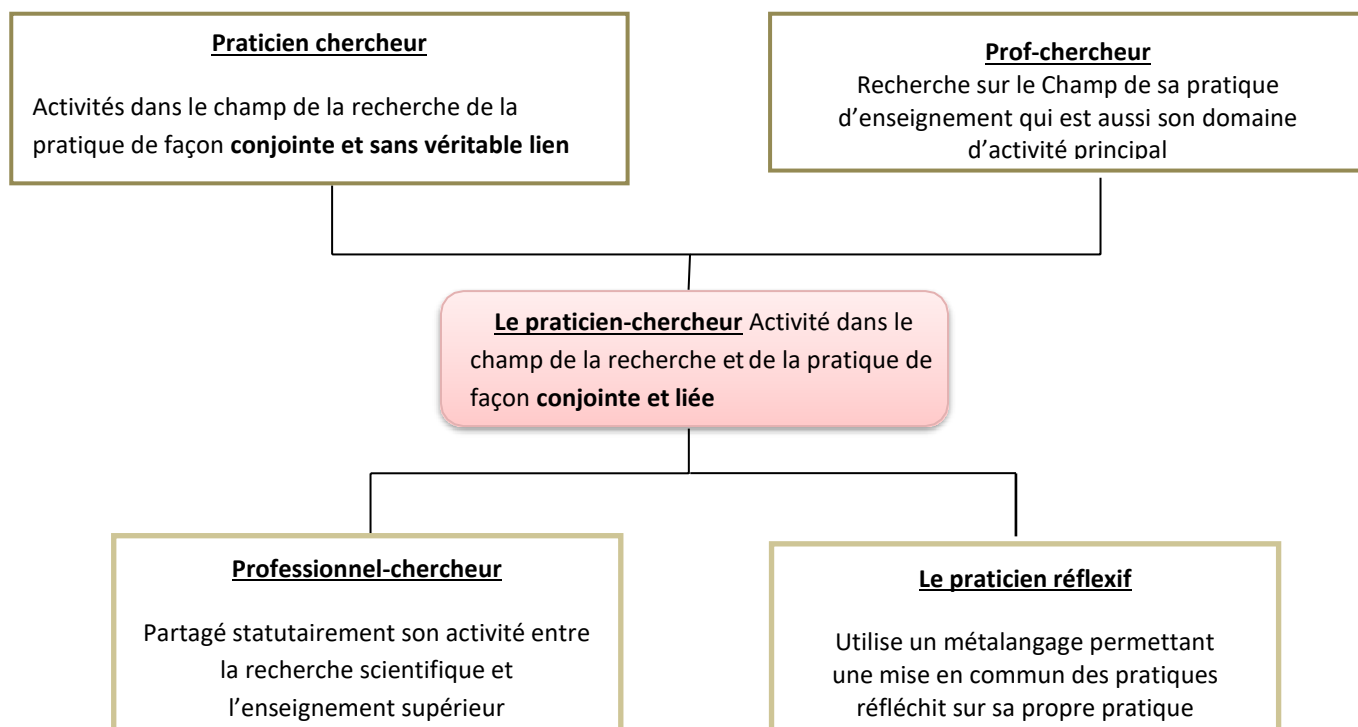 Praticien chercheur
Activités dans le champ de la recherche de la
pratique de façon conjointe et sans véritable lien
Prof-chercheur
Recherche sur le Champ de sa pratique
d’enseignement qui est aussi son domaine
d’activité principal
Le praticien-chercheur Activité dans le
champ de la recherche et de la pratique de
façon conjointe et liée
Professionnel-chercheur
Partagé statutairement son activité entre
la recherche scientifique et
l’enseignement supérieur
Le praticien réflexif
Utilise un métalangage permettant
une mise en commun des pratiques
réfléchit sur sa propre pratique